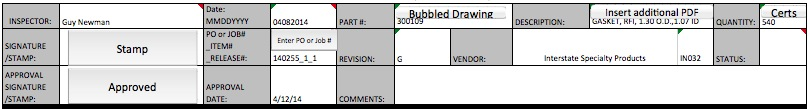 INSPECTOR: Guy Newman Date: MMDDYYYY 04082014 PART #: Bubbled Drawing 300109 DESCRIPTION: Insert additional PDF GASKET, RFI, 1.30 O.D.,1.07 ID QUANTITY: Certs 540
SIGNATURE /STAMP: Stamp PO or JOB# _ITEM# _RELEASE#: Enter PO or Job # 140255_1_1 REVISION: G VENDOR: Interstate Specialty Products IN032 STATUS:
APPROVAL SIGNATURE /STAMP: Approved APPROVAL DATE: 4/12/14 COMMENTS: